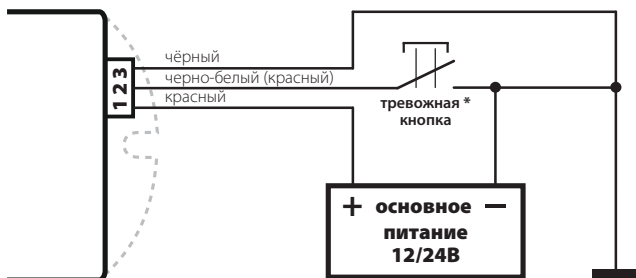 чёрный
черно-белый (красный)
красный
1 2 3
тревожная *
кнопка
+ основное −
питание
12/24В